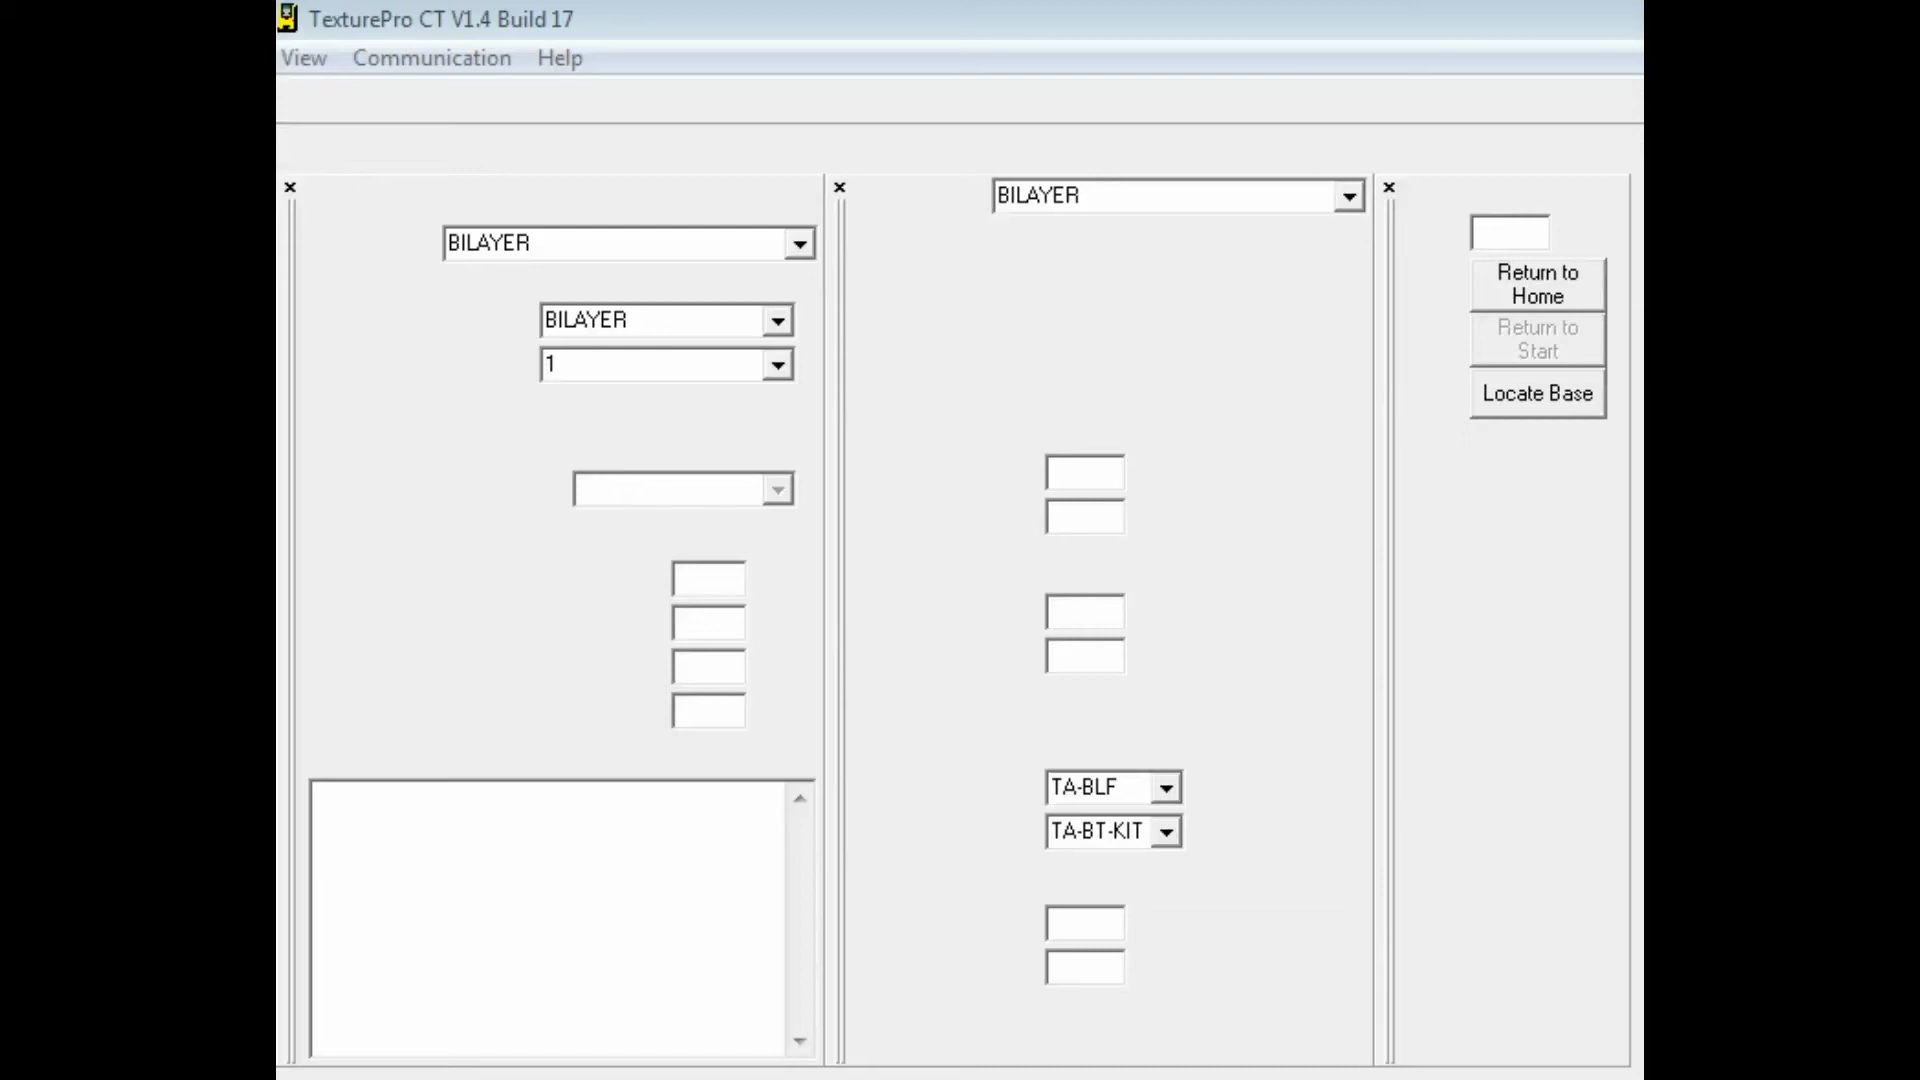 TexturePro CT V1.4 Build 17
View Communication Help
BILAYER
BILAYER
1
BILAYER
TA-BLF
TA-BT-KIT
Return to
Home
Return to
Start
Locate Base